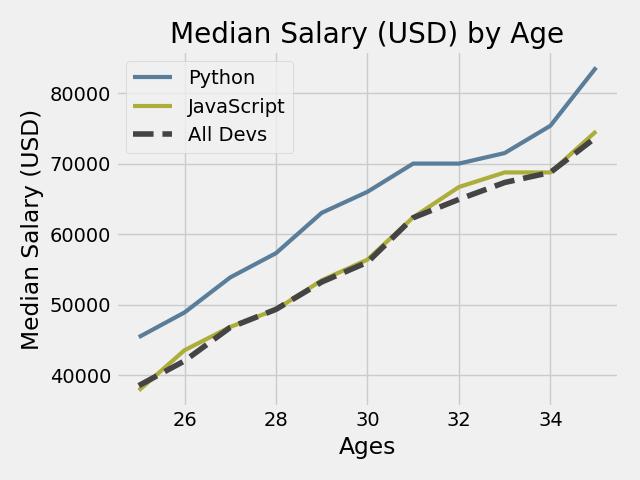 Median Salary (USD) by Age
Python
JavaScript
All Devs
Median Salary (USD)
80000
70000
60000
50000
40000
26 28 30 32 34
Ages